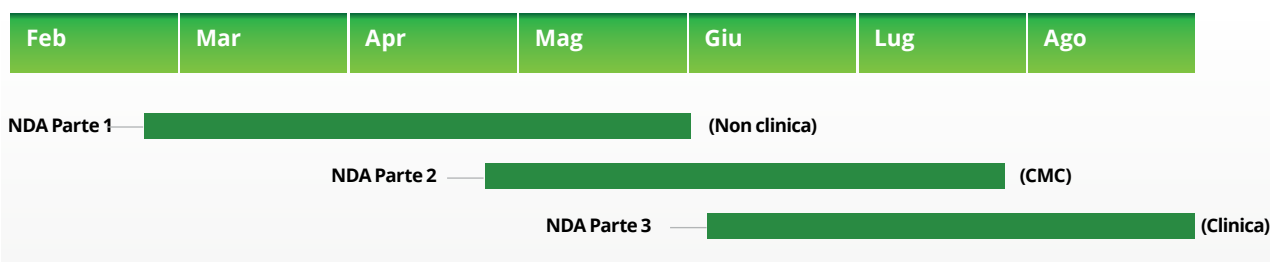 Feb Mar Apr Mag Giu Lug Ago
NDA Parte 1 (Non clinica)
NDA Parte 2 (CMC)
NDA Parte 3 (Clinica)